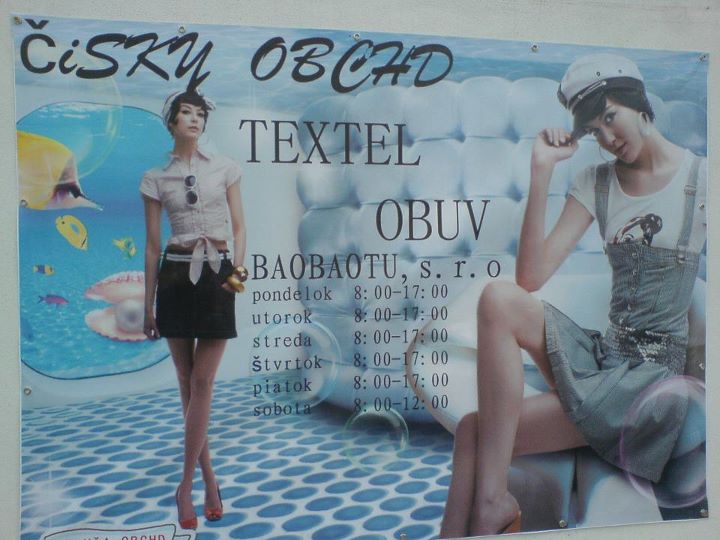 ČiSKY OBCHD
TEXTEL
OBUV
BAOBAOTU, s. r. o
pondelok 8:00-17:00
utorok 8:00-17:00
streda 8:00-17:00
štvrtok 8:00-17:00
piatok 8:00-17:00
sobota 8:00-12:00
OBCHD